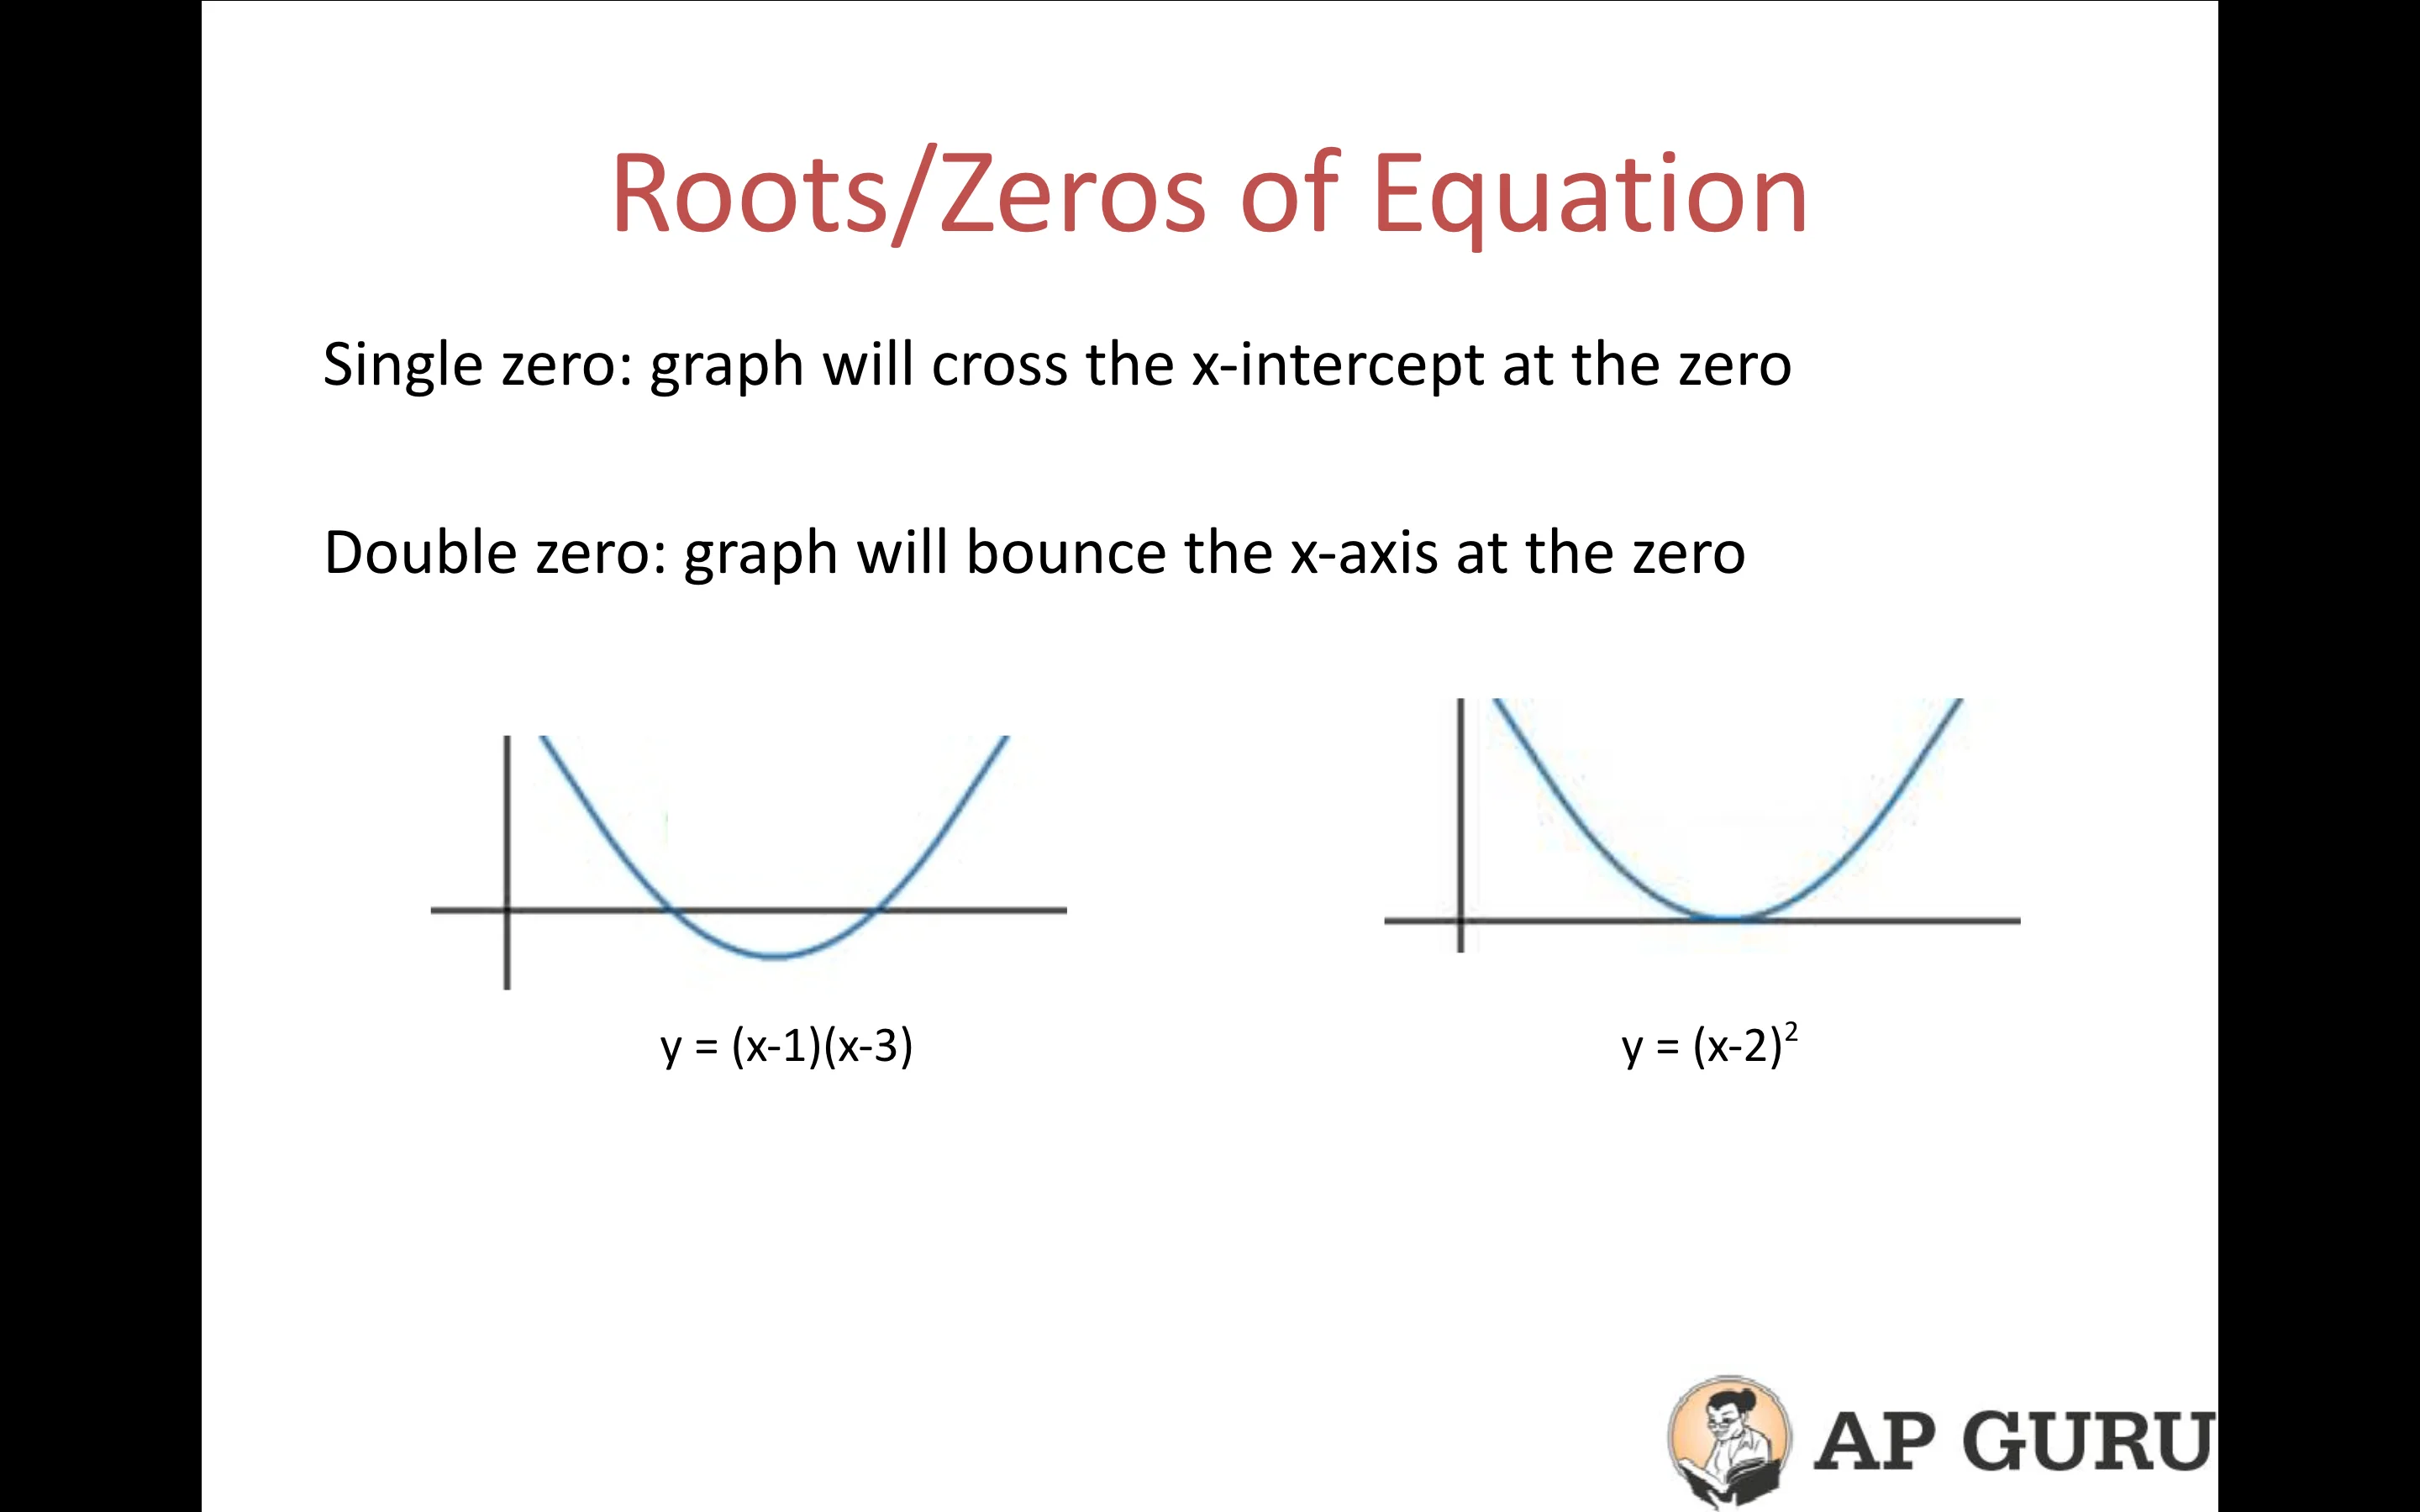 Roots/Zeros of Equation
Single zero: graph will cross the x-intercept at the zero
Double zero: graph will bounce the x-axis at the zero
y = (x-1)(x-3)
y = (x-2)²
AP GURU